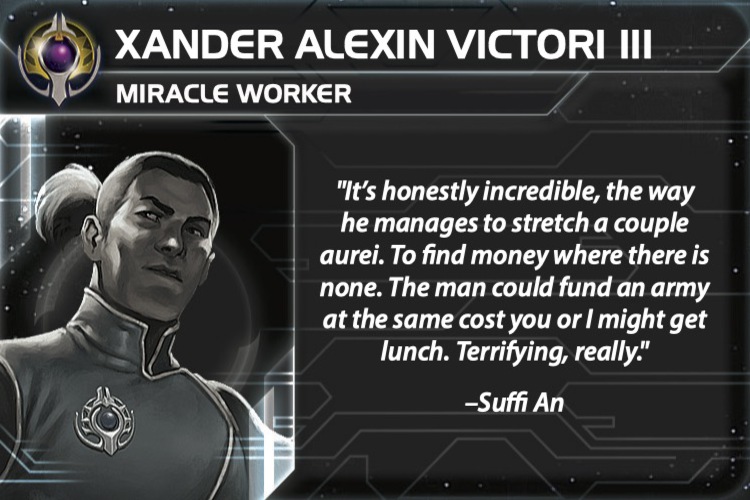 XANDER ALEXIN VICTORI III
MIRACLE WORKER
"It's honestly incredible, the way
he manages to stretch a couple
aurei. To find money where there is
none. The man could fund an army
at the same cost you or I might get
lunch. Terrifying, really."
–Suffi An